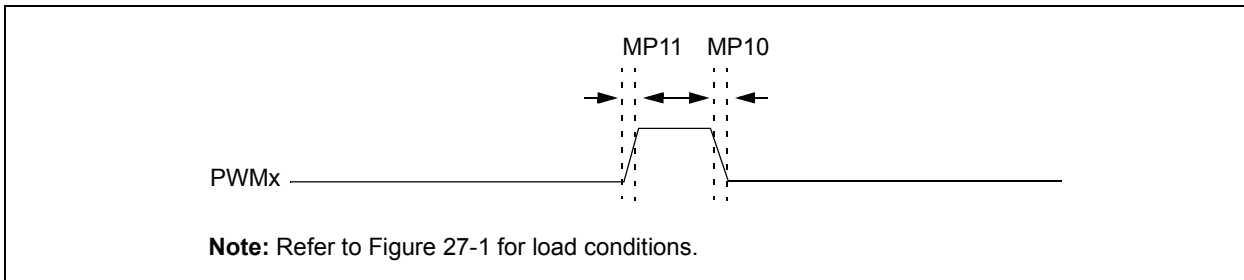 MP11 MP10
PWMx
Note: Refer to Figure 27-1 for load conditions.